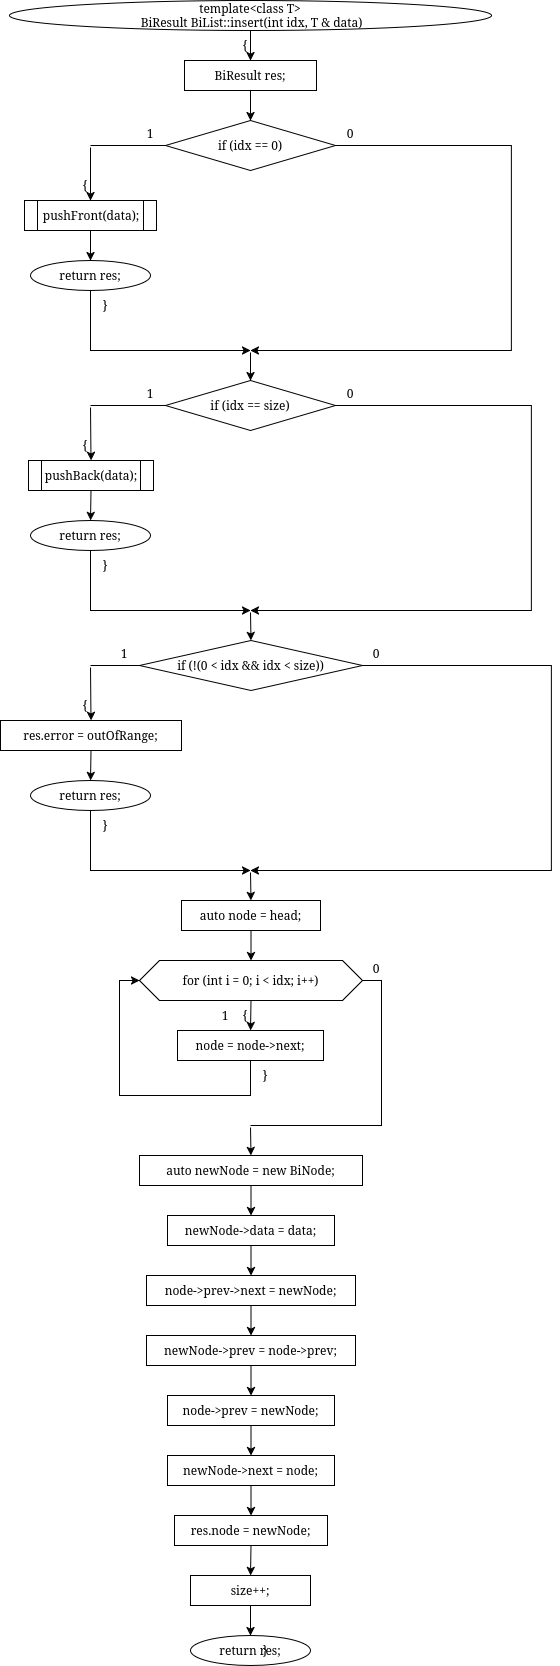 template<class T>
BiResult BiList::insert(int idx, T & data)
{
BiResult res;
if (idx == 0)
1
0
{
pushFront(data);
return res;
}
if (idx == size)
1
0
{
pushBack(data);
return res;
}
if (!(0 < idx && idx < size))
1
0
{
res.error = outOfRange;
return res;
}
auto node = head;
for (int i = 0; i < idx; i++)
0
1
{
node = node->next;
}
auto newNode = new BiNode;
newNode->data = data;
node->prev->next = newNode;
newNode->prev = node->prev;
node->prev = newNode;
newNode->next = node;
res.node = newNode;
size++;
return res;
}